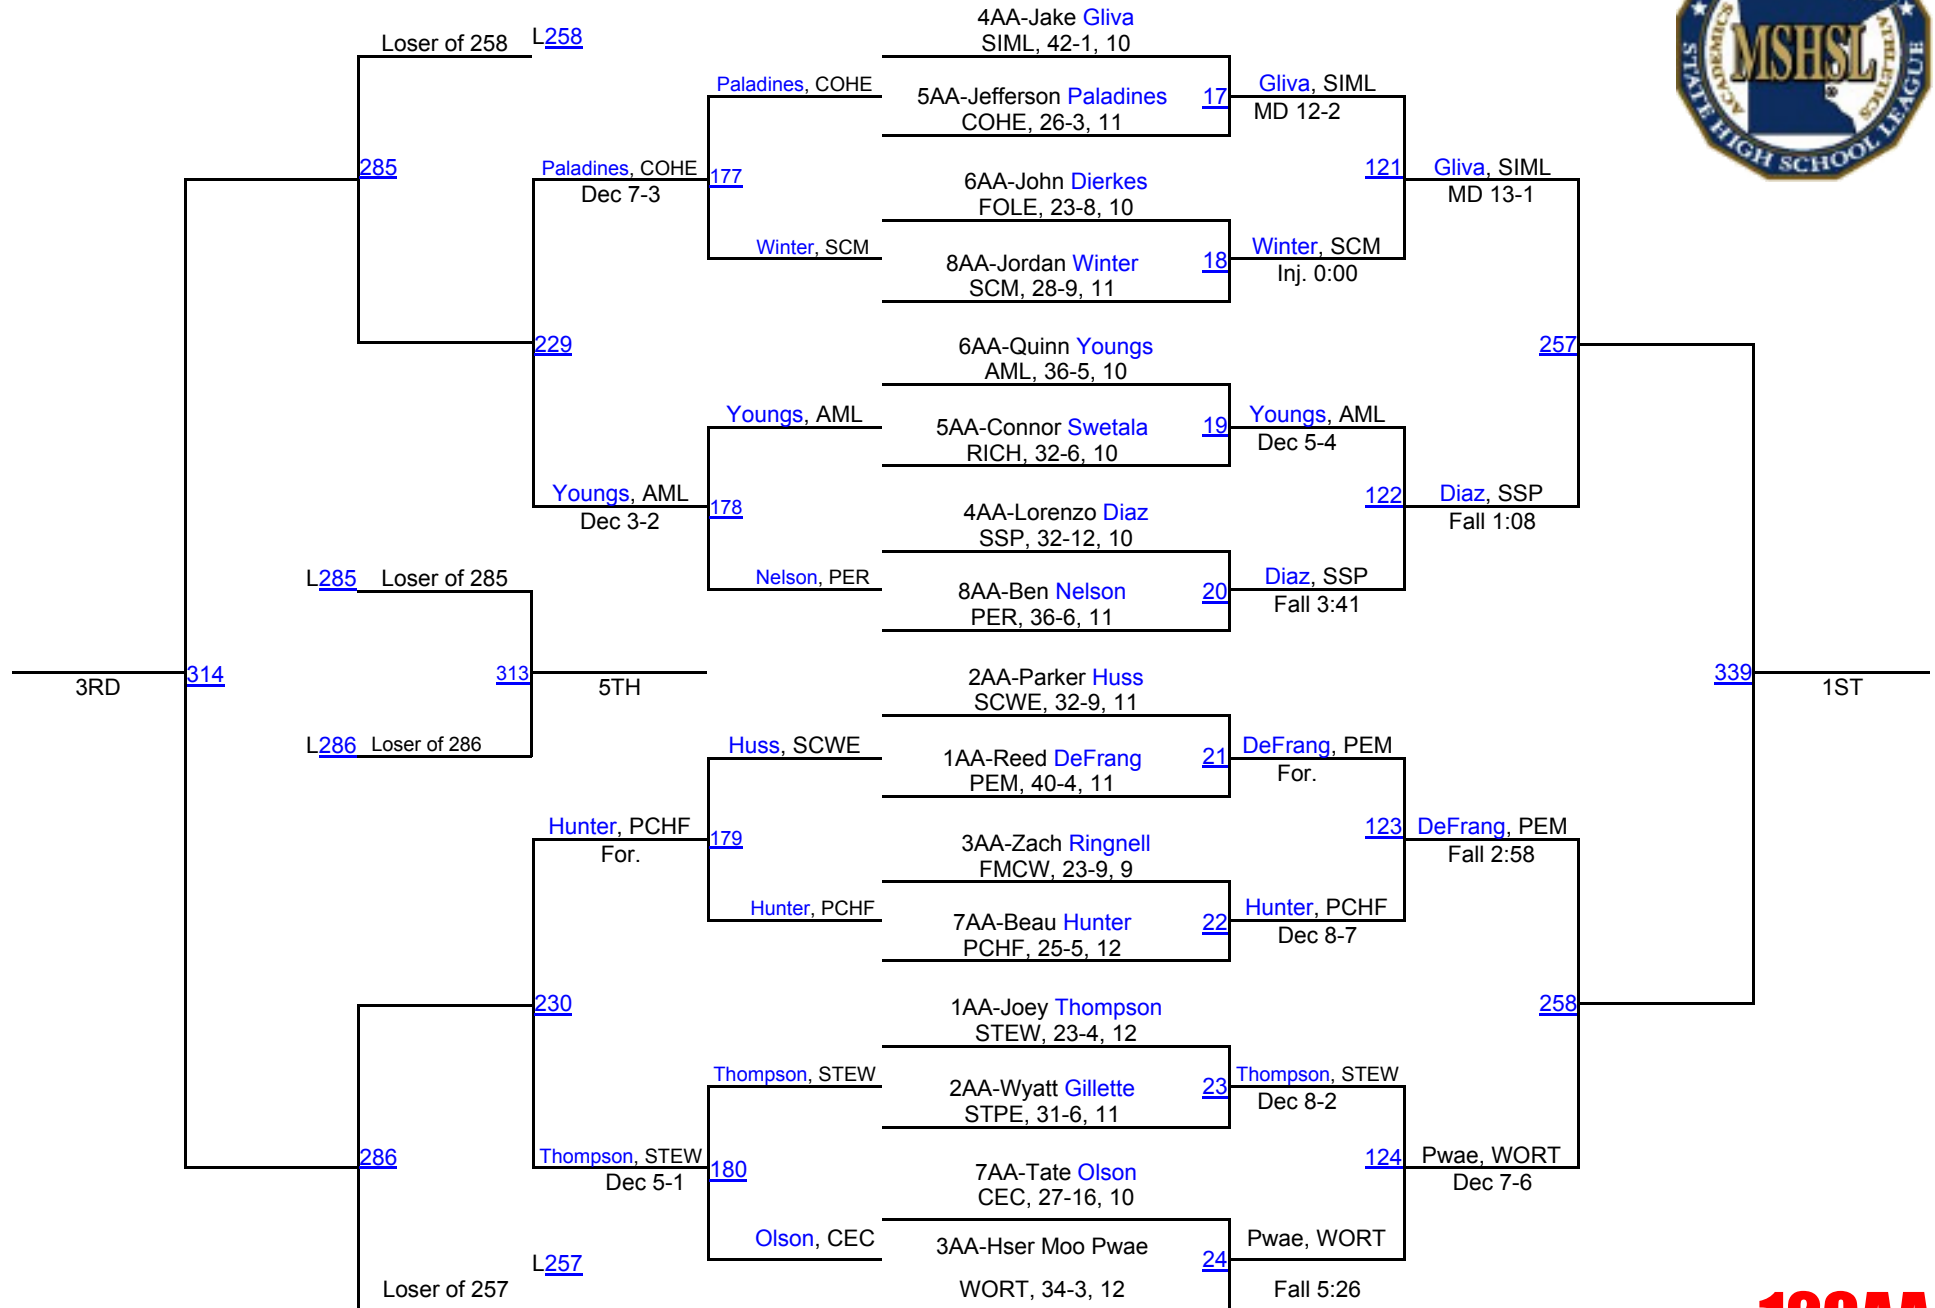 4AA-Jake Gliva
SIML, 42-1, 10
Loser of 258
L258
Paladines, COHE
5AA-Jefferson Paladines
COHE, 26-3, 11
17
Gliva, SIML
MD 12-2
285
Paladines, COHE
Dec 7-3
177
6AA-John Dierkes
FOLE, 23-8, 10
121
Gliva, SIML
MD 13-1
Winter, SCM
8AA-Jordan Winter
SCM, 28-9, 11
18
Winter, SCM
Inj. 0:00
229
6AA-Quinn Youngs
AML, 36-5, 10
257
Youngs, AML
5AA-Connor Swetala
RICH, 32-6, 10
19
Youngs, AML
Dec 5-4
Youngs, AML
Dec 3-2
178
4AA-Lorenzo Diaz
SSP, 32-12, 10
122
Diaz, SSP
Fall 1:08
L285 Loser of 285
Nelson, PER
8AA-Ben Nelson
PER, 36-6, 11
20
Diaz, SSP
Fall 3:41
3RD
314
313
5TH
2AA-Parker Huss
SCWE, 32-9, 11
339
1ST
L286 Loser of 286
Huss, SCWE
1AA-Reed DeFrang
PEM, 40-4, 11
21
DeFrang, PEM
For.
Hunter, PCHF
For.
179
3AA-Zach Ringnell
FMCW, 23-9, 9
123
DeFrang, PEM
Fall 2:58
Hunter, PCHF
7AA-Beau Hunter
PCHF, 25-5, 12
22
Hunter, PCHF
Dec 8-7
230
1AA-Joey Thompson
STEW, 23-4, 12
258
Thompson, STEW
2AA-Wyatt Gillette
STPE, 31-6, 11
23
Thompson, STEW
Dec 8-2
286
Thompson, STEW
Dec 5-1
180
7AA-Tate Olson
CEC, 27-16, 10
124
Pwae, WORT
Dec 7-6
L257
Loser of 257
Olson, CEC
3AA-Hser Moo Pwae
WORT, 34-3, 12
24
Pwae, WORT
Fall 5:26
ACADEMICS
ATHLETICS
MSHSL
STATE HIGH SCHOOL LEAGUE